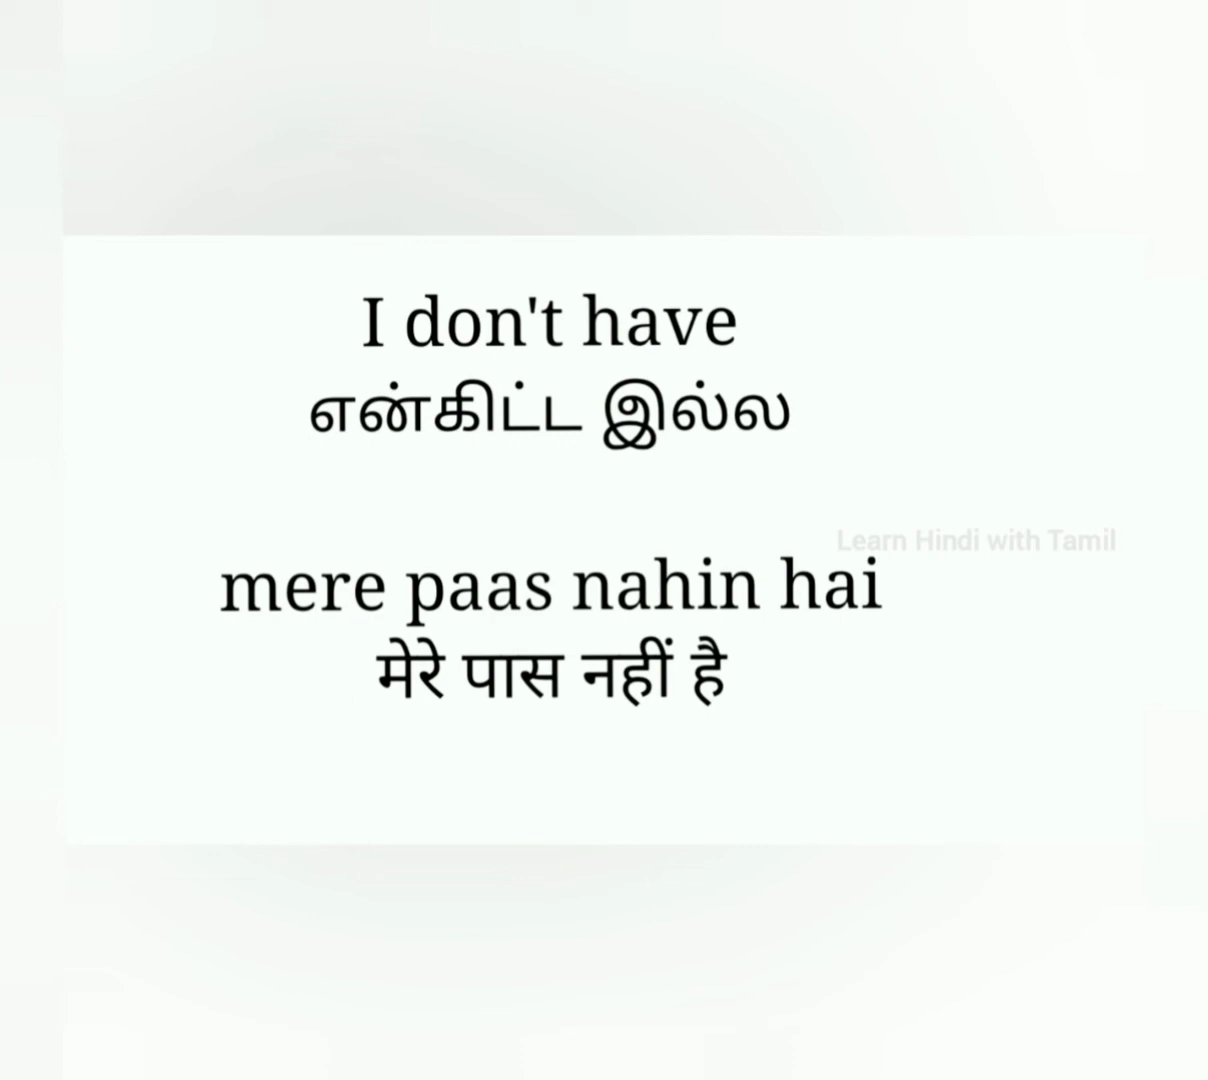 I don't have
என்கிட்ட இல்ல
Learn Hindi with Tamil
mere paas nahin hai
मेरे पास नहीं है